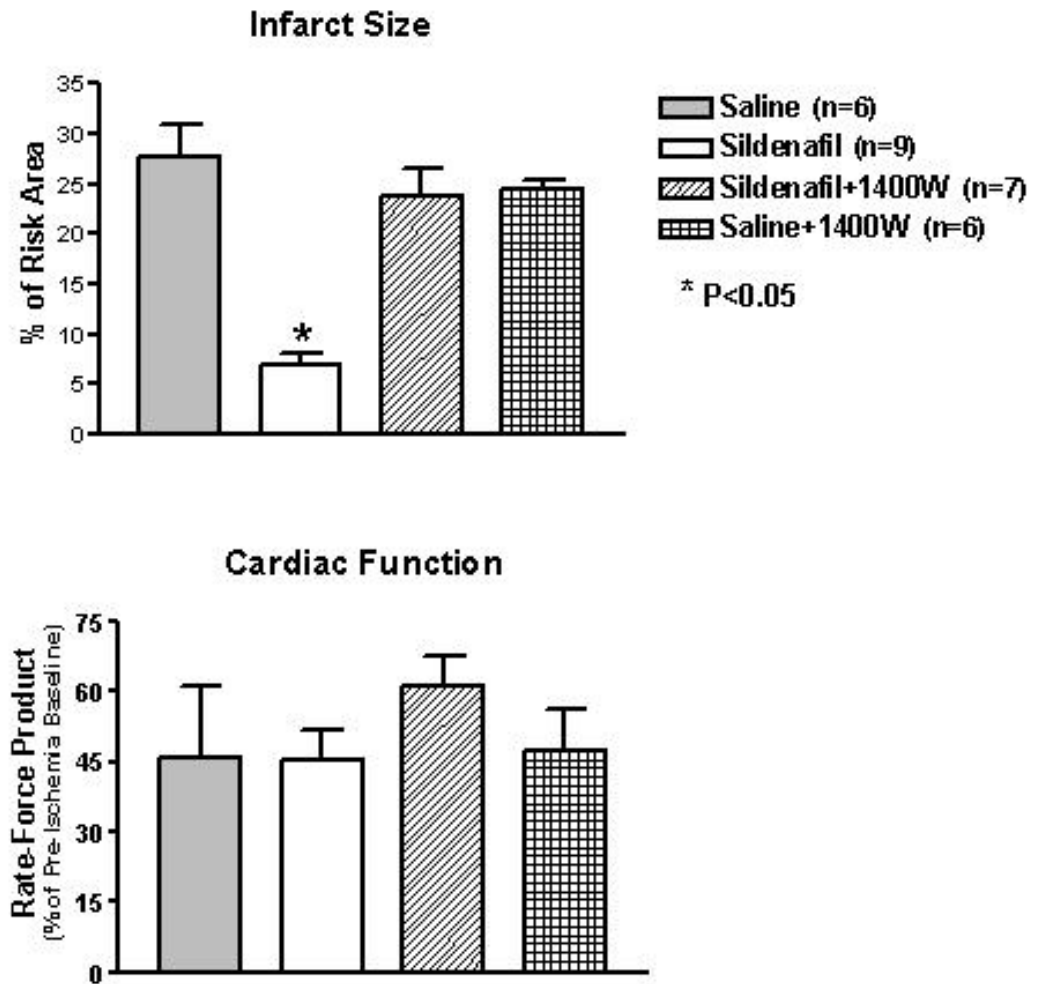 Infarct Size
% of Risk Area
35
30
25
20
15
10
5
0
*
Saline (n=6)
Sildenafil (n=9)
Sildenafil+1400W (n=7)
Saline+1400W (n=6)
* P<0.05
Cardiac Function
Rate-Force Product
(% of Pre-Ischemia Baseline)
75
60
45
30
15
0